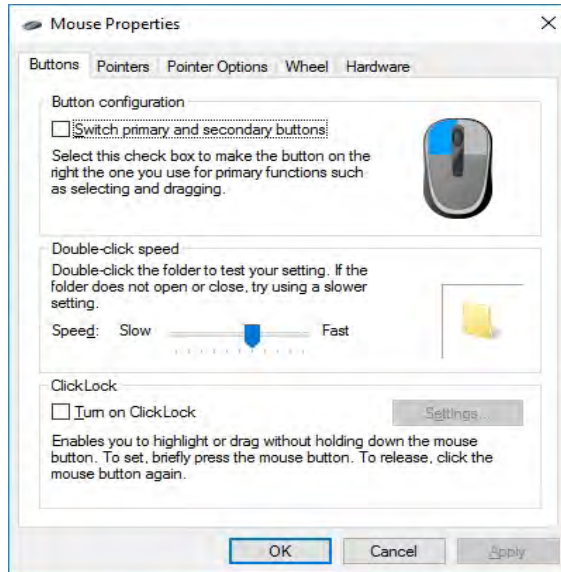 Mouse Properties
Buttons Pointers Pointer Options Wheel Hardware
Button configuration
Switch primary and secondary buttons
Select this check box to make the button on the
right the one you use for primary functions such
as selecting and dragging.
Double-click speed
Double-click the folder to test your setting. If the
folder does not open or close, try using a slower
setting.
Speed: Slow Fast
ClickLock
Turn on ClickLock Settings...
Enables you to highlight or drag without holding down the mouse
button. To set, briefly press the mouse button. To release, click the
mouse button again.
OK Cancel Apply